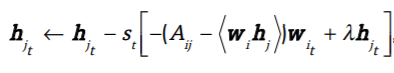 𝒉_{j_t} ← 𝒉_{j_t} − s_t[−(A_{ij} − ⟨𝒘_i 𝒉_j⟩)𝒘_{i_t} + λ𝒉_{j_t}],